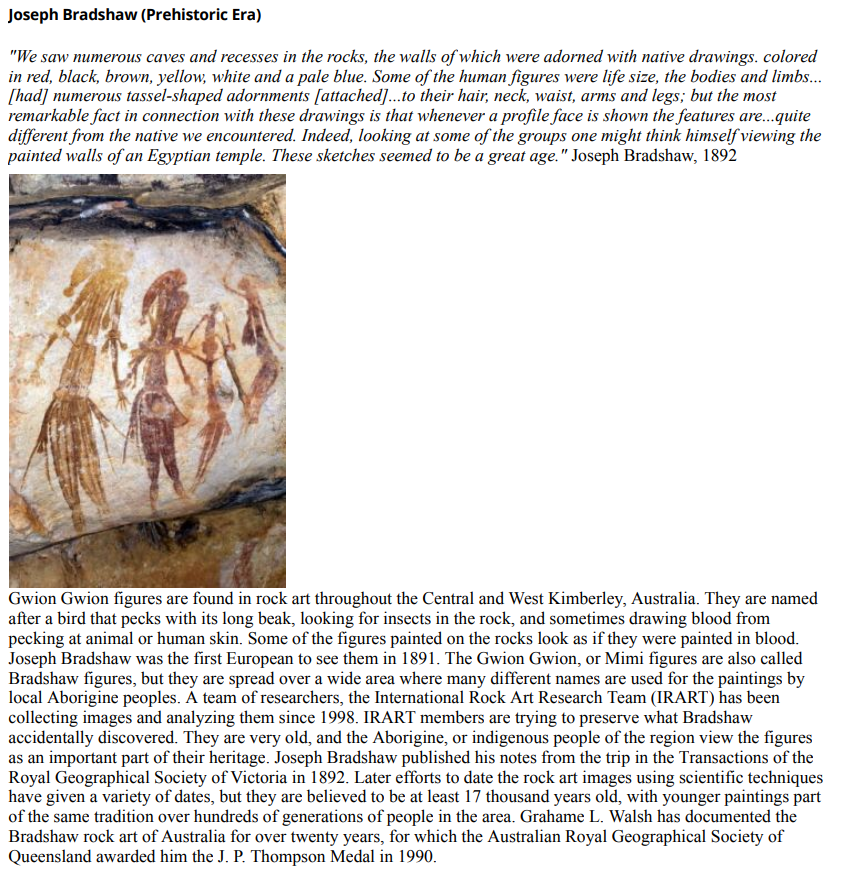 Joseph Bradshaw (Prehistoric Era)
"We saw numerous caves and recesses in the rocks, the walls of which were adorned with native drawings. colored
in red, black, brown, yellow, white and a pale blue. Some of the human figures were life size, the bodies and limbs...
[had] numerous tassel-shaped adornments [attached]...to their hair, neck, waist, arms and legs; but the most
remarkable fact in connection with these drawings is that whenever a profile face is shown the features are...quite
different from the native we encountered. Indeed, looking at some of the groups one might think himself viewing the
painted walls of an Egyptian temple. These sketches seemed to be a great age." Joseph Bradshaw, 1892
Gwion Gwion figures are found in rock art throughout the Central and West Kimberley, Australia. They are named
after a bird that pecks with its long beak, looking for insects in the rock, and sometimes drawing blood from
pecking at animal or human skin. Some of the figures painted on the rocks look as if they were painted in blood.
Joseph Bradshaw was the first European to see them in 1891. The Gwion Gwion, or Mimi figures are also called
Bradshaw figures, but they are spread over a wide area where many different names are used for the paintings by
local Aborigine peoples. A team of researchers, the International Rock Art Research Team (IRART) has been
collecting images and analyzing them since 1998. IRART members are trying to preserve what Bradshaw
accidentally discovered. They are very old, and the Aborigine, or indigenous people of the region view the figures
as an important part of their heritage. Joseph Bradshaw published his notes from the trip in the Transactions of the
Royal Geographical Society of Victoria in 1892. Later efforts to date the rock art images using scientific techniques
have given a variety of dates, but they are believed to be at least 17 thousand years old, with younger paintings part
of the same tradition over hundreds of generations of people in the area. Grahame L. Walsh has documented the
Bradshaw rock art of Australia for over twenty years, for which the Australian Royal Geographical Society of
Queensland awarded him the J. P. Thompson Medal in 1990.